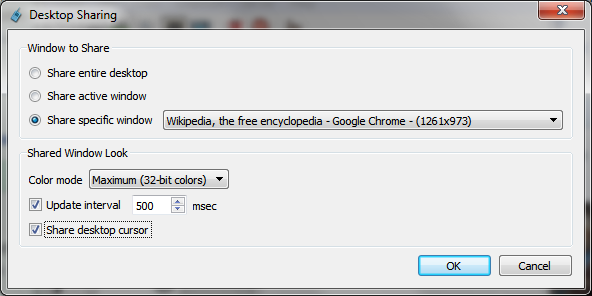 Desktop Sharing
Window to Share
Share entire desktop
Share active window
Share specific window Wikipedia, the free encyclopedia - Google Chrome - (1261x973)
Shared Window Look
Color mode Maximum (32-bit colors)
Update interval 500 msec
Share desktop cursor
OK Cancel